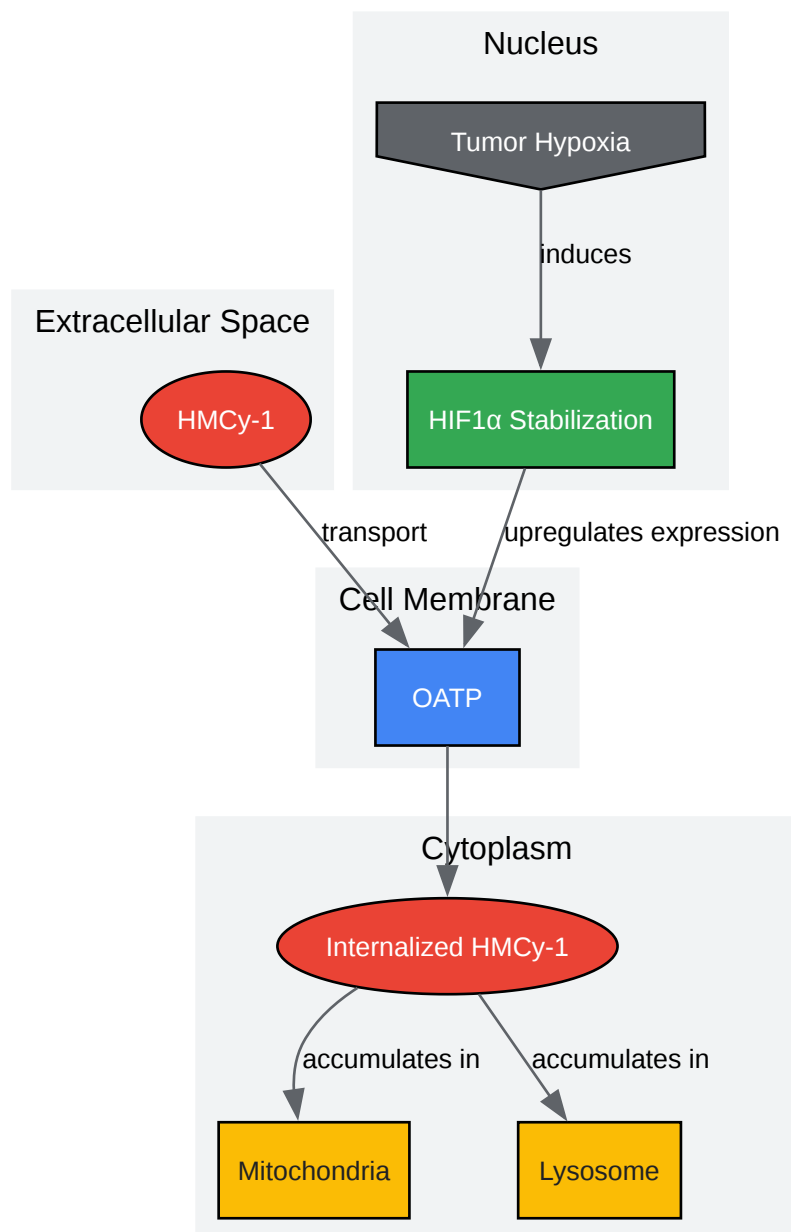 Nucleus
Tumor Hypoxia
induces
Extracellular Space
HMCy-1
HIF1α Stabilization
transport
upregulates expression
Cell Membrane
OATP
Cytoplasm
Internalized HMCy-1
accumulates in
accumulates in
Mitochondria
Lysosome